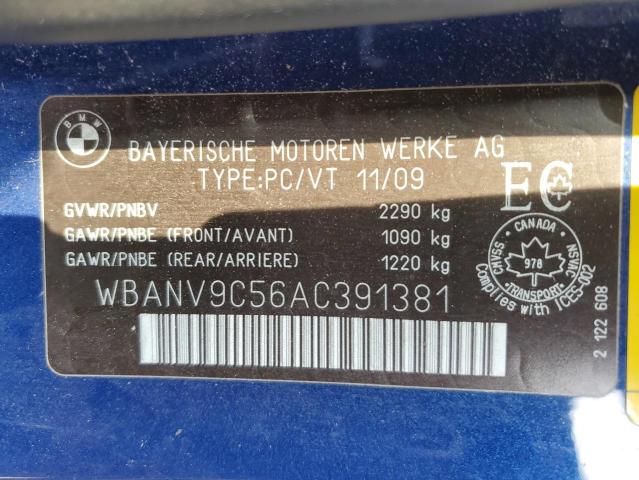 BMW
BAYERISCHE MOTOREN WERKE AG
TYPE:PC/VT 11/09
EC
GVWR/PNBV 2290 kg
GAWR/PNBE (FRONT/AVANT) 1090 kg
GAWR/PNBE (REAR/ARRIERE) 1220 kg
WBANV9C56AC391381
CANADA
CMVSS
978
NSVAC
TRANSPORT
Complies with ICES-002
2 122 608